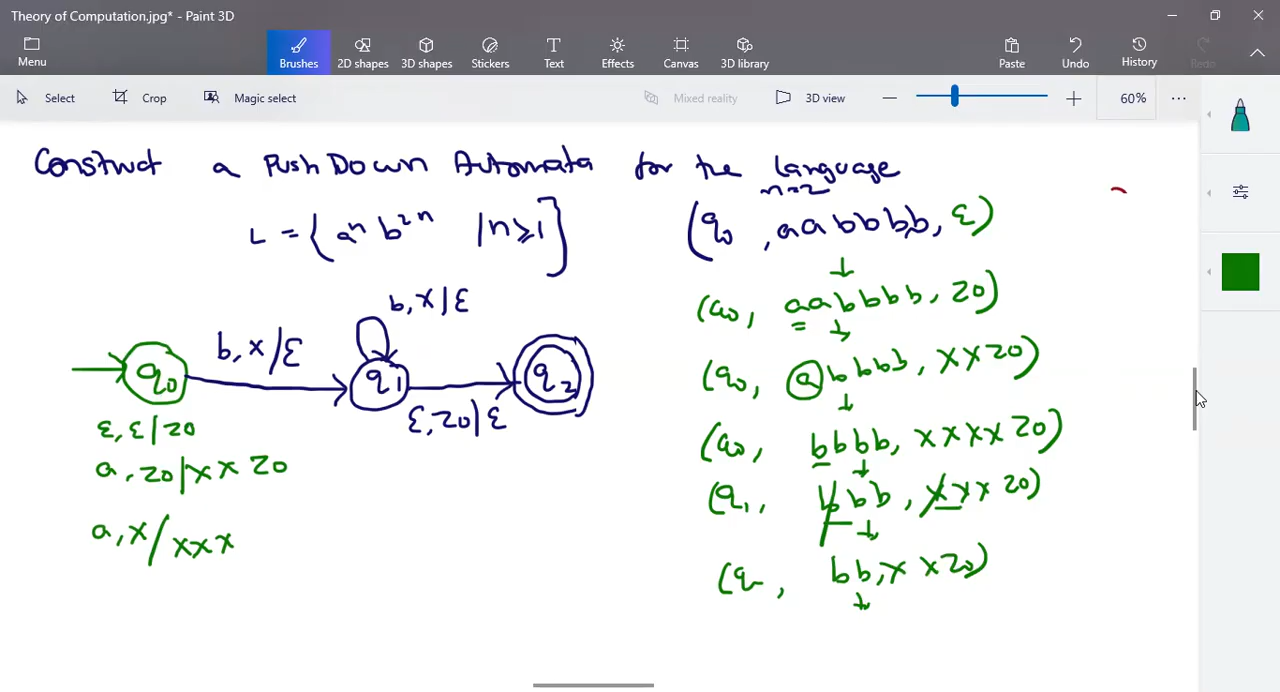 Theory of Computation.jpg* - Paint 3D
Menu
Brushes
2D shapes
3D shapes
Stickers
Text
Effects
Canvas
3D library
Paste
Undo
History
Redo
Select
Crop
Magic select
Mixed reality
3D view
60%
Construct a PushDown Automata for the language
L = { aⁿ b²ⁿ | n ≥ 1 }
n=2
(q0, aabbbb, ε)
(q0, aabbbb, z0)
(q0, abbbb, xxz0)
(q0, bbbb, xxxxz0)
(q1, bbb, xxxz0)
(q, bb, xxz0)
b, x | ε
b, x / ε
q0
q1
q2
ε, z0 | ε
ε, ε / z0
a, z0 | xxz0
a, x / xxx